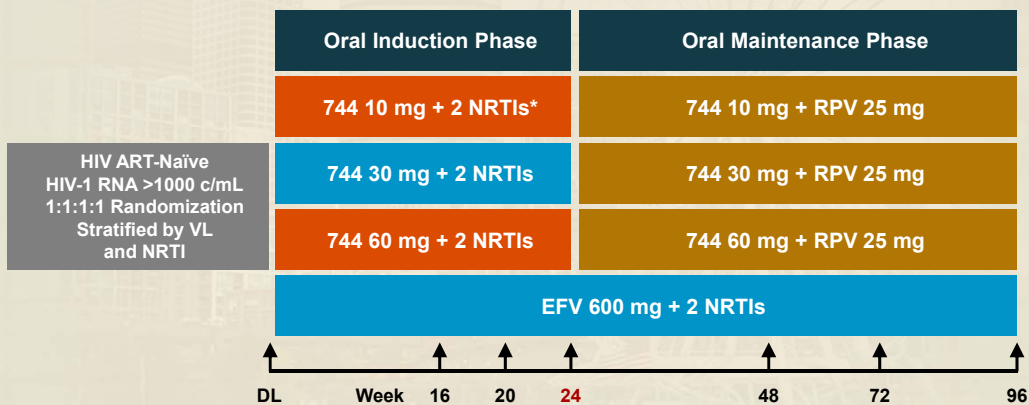 Oral Induction Phase
Oral Maintenance Phase
744 10 mg + 2 NRTIs*
744 10 mg + RPV 25 mg
HIV ART-Naïve
HIV-1 RNA >1000 c/mL
1:1:1:1 Randomization
Stratified by VL
and NRTI
744 30 mg + 2 NRTIs
744 30 mg + RPV 25 mg
744 60 mg + 2 NRTIs
744 60 mg + RPV 25 mg
EFV 600 mg + 2 NRTIs
DL Week 16 20 24 48 72 96